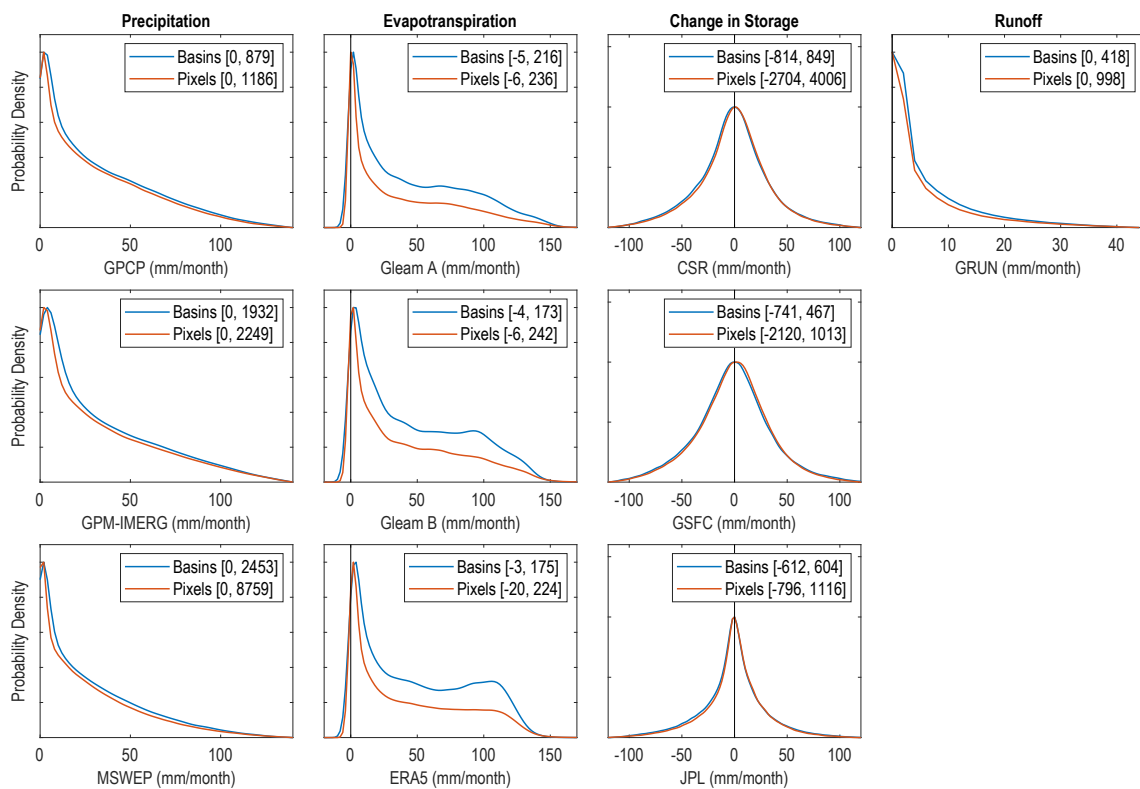 Precipitation
Evapotranspiration
Change in Storage
Runoff
Probability Density
Basins [0, 879]
Pixels [0, 1186]
0 50 100
GPCP (mm/month)
Basins [-5, 216]
Pixels [-6, 236]
0 50 100 150
Gleam A (mm/month)
Basins [-814, 849]
Pixels [-2704, 4006]
-100 -50 0 50 100
CSR (mm/month)
Basins [0, 418]
Pixels [0, 998]
0 10 20 30 40
GRUN (mm/month)
Probability Density
Basins [0, 1932]
Pixels [0, 2249]
0 50 100
GPM-IMERG (mm/month)
Basins [-4, 173]
Pixels [-6, 242]
0 50 100 150
Gleam B (mm/month)
Basins [-741, 467]
Pixels [-2120, 1013]
-100 -50 0 50 100
GSFC (mm/month)
Probability Density
Basins [0, 2453]
Pixels [0, 8759]
0 50 100
MSWEP (mm/month)
Basins [-3, 175]
Pixels [-20, 224]
0 50 100 150
ERA5 (mm/month)
Basins [-612, 604]
Pixels [-796, 1116]
-100 -50 0 50 100
JPL (mm/month)